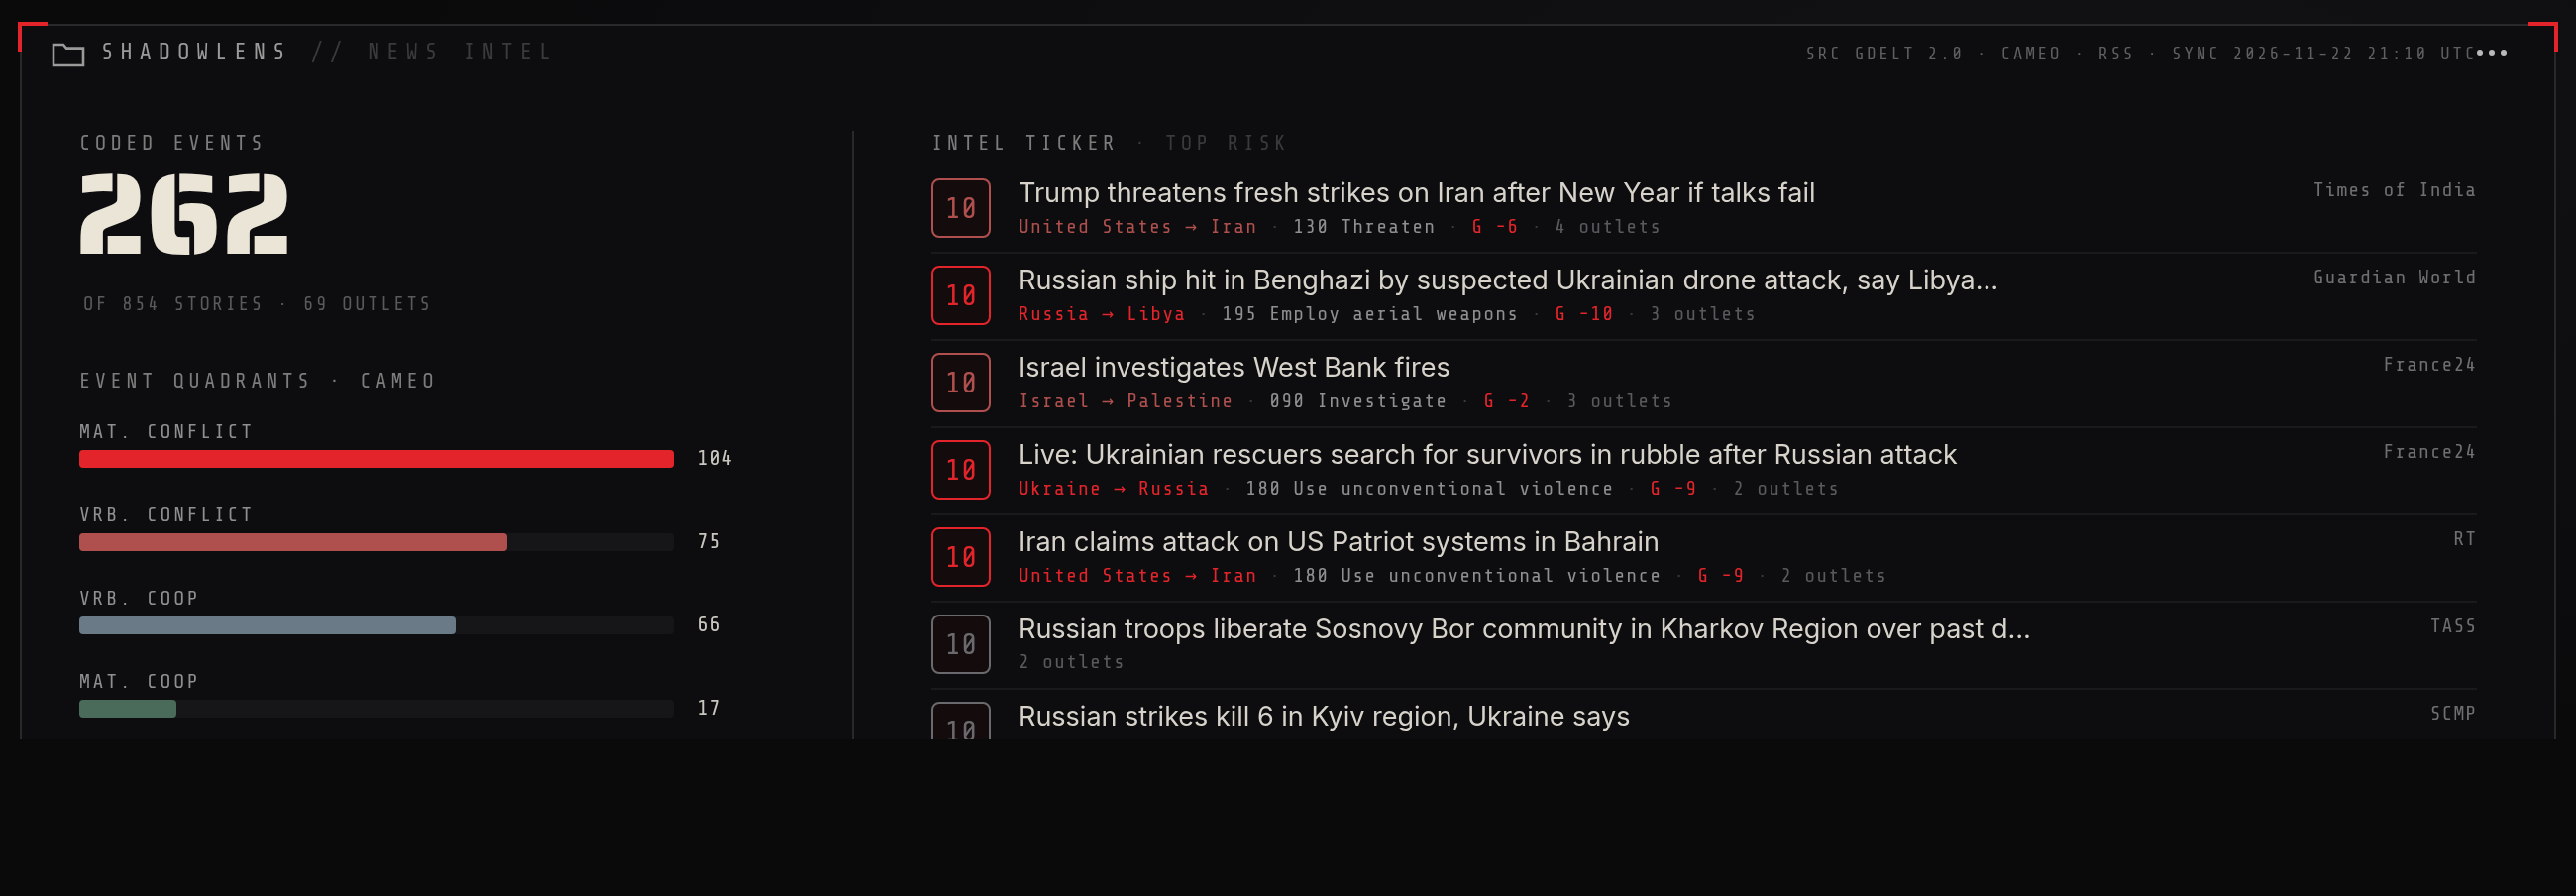 SHADOWLENS // NEWS INTEL
SRC GDELT 2.0 · CAMEO · RSS · SYNC 2026-11-22 21:10 UTC•••
CODED EVENTS
262
OF 854 STORIES · 69 OUTLETS
EVENT QUADRANTS · CAMEO
MAT. CONFLICT
104
VRB. CONFLICT
75
VRB. COOP
66
MAT. COOP
17
INTEL TICKER · TOP RISK
10
Trump threatens fresh strikes on Iran after New Year if talks fail
Times of India
United States → Iran · 130 Threaten · G -6 · 4 outlets
10
Russian ship hit in Benghazi by suspected Ukrainian drone attack, say Libya...
Guardian World
Russia → Libya · 195 Employ aerial weapons · G -10 · 3 outlets
10
Israel investigates West Bank fires
France24
Israel → Palestine · 090 Investigate · G -2 · 3 outlets
10
Live: Ukrainian rescuers search for survivors in rubble after Russian attack
France24
Ukraine → Russia · 180 Use unconventional violence · G -9 · 2 outlets
10
Iran claims attack on US Patriot systems in Bahrain
RT
United States → Iran · 180 Use unconventional violence · G -9 · 2 outlets
10
Russian troops liberate Sosnovy Bor community in Kharkov Region over past d...
TASS
2 outlets
10
Russian strikes kill 6 in Kyiv region, Ukraine says
SCMP